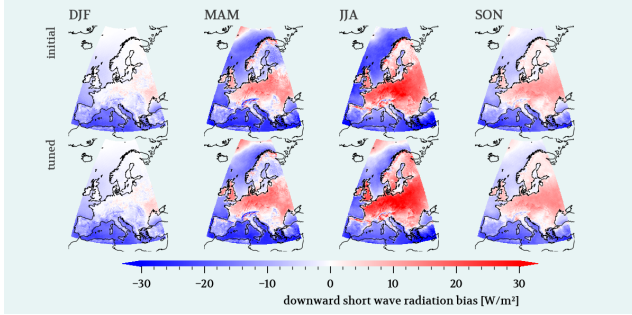 DJF MAM JJA SON
initial
tuned
−30 −20 −10 0 10 20 30
downward short wave radiation bias [W/m²]